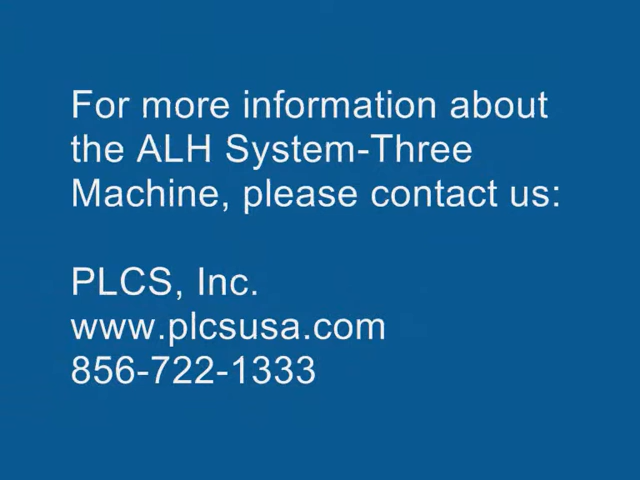 For more information about
the ALH System-Three
Machine, please contact us:
PLCS, Inc.
www.plcsusa.com
856-722-1333